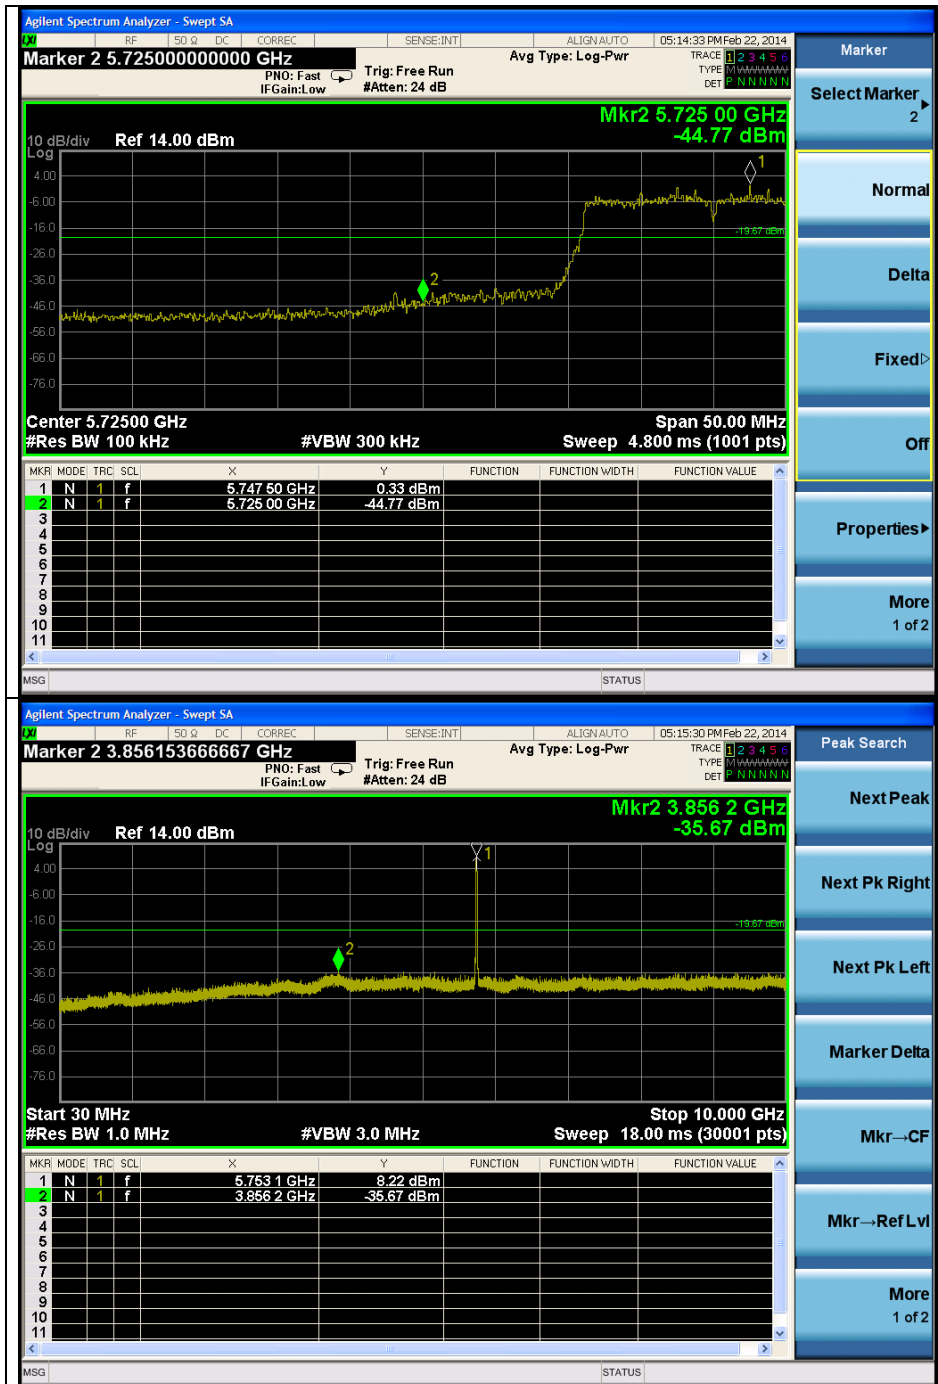 Agilent Spectrum Analyzer - Swept SA
LXI RF 50 Ω DC CORREC SENSE:INT ALIGN AUTO 05:14:33 PM Feb 22, 2014
Marker 2 5.725000000000 GHz
PNO: Fast
IFGain:Low
Trig: Free Run
#Atten: 24 dB
Avg Type: Log-Pwr
TRACE 1 2 3 4 5 6
TYPE M WWWWW
DET P N N N N N
Mkr2 5.725 00 GHz
-44.77 dBm
10 dB/div Ref 14.00 dBm
Log
1
4.00
-6.00
-16.0
-19.67 dBm
-26.0
-36.0
2
-46.0
-56.0
-66.0
-76.0
Center 5.72500 GHz Span 50.00 MHz
#Res BW 100 kHz #VBW 300 kHz Sweep 4.800 ms (1001 pts)
MKR MODE TRC SCL X Y FUNCTION FUNCTION WIDTH FUNCTION VALUE
1 N 1 f 5.747 50 GHz 0.33 dBm
2 N 1 f 5.725 00 GHz -44.77 dBm
3
4
5
6
7
8
9
10
11
MSG STATUS
Marker
Select Marker
2
Normal
Delta
Fixed
Off
Properties
More
1 of 2
Agilent Spectrum Analyzer - Swept SA
LXI RF 50 Ω DC CORREC SENSE:INT ALIGN AUTO 05:15:30 PM Feb 22, 2014
Marker 2 3.856153666667 GHz
PNO: Fast
IFGain:Low
Trig: Free Run
#Atten: 24 dB
Avg Type: Log-Pwr
TRACE 1 2 3 4 5 6
TYPE M WWWWW
DET P N N N N N
Mkr2 3.856 2 GHz
-35.67 dBm
10 dB/div Ref 14.00 dBm
Log
1
4.00
-6.00
-16.0
-19.67 dBm
-26.0
2
-36.0
-46.0
-56.0
-66.0
-76.0
Start 30 MHz Stop 10.000 GHz
#Res BW 1.0 MHz #VBW 3.0 MHz Sweep 18.00 ms (30001 pts)
MKR MODE TRC SCL X Y FUNCTION FUNCTION WIDTH FUNCTION VALUE
1 N 1 f 5.753 1 GHz 8.22 dBm
2 N 1 f 3.856 2 GHz -35.67 dBm
3
4
5
6
7
8
9
10
11
MSG STATUS
Peak Search
Next Peak
Next Pk Right
Next Pk Left
Marker Delta
Mkr→CF
Mkr→Ref Lvl
More
1 of 2